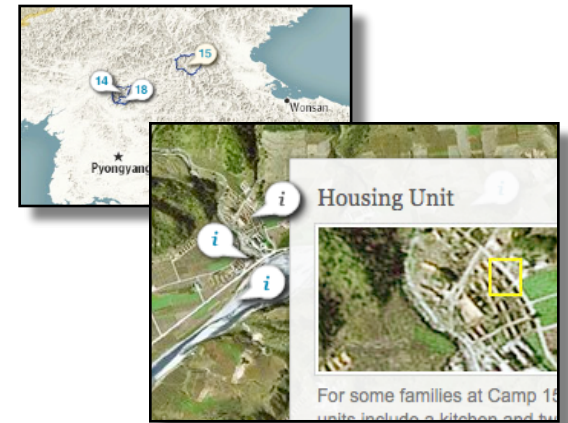 15
14
18
Wonsan
Pyongyang
i
Housing Unit
i
i
For some families at Camp 15
units include a kitchen and tw